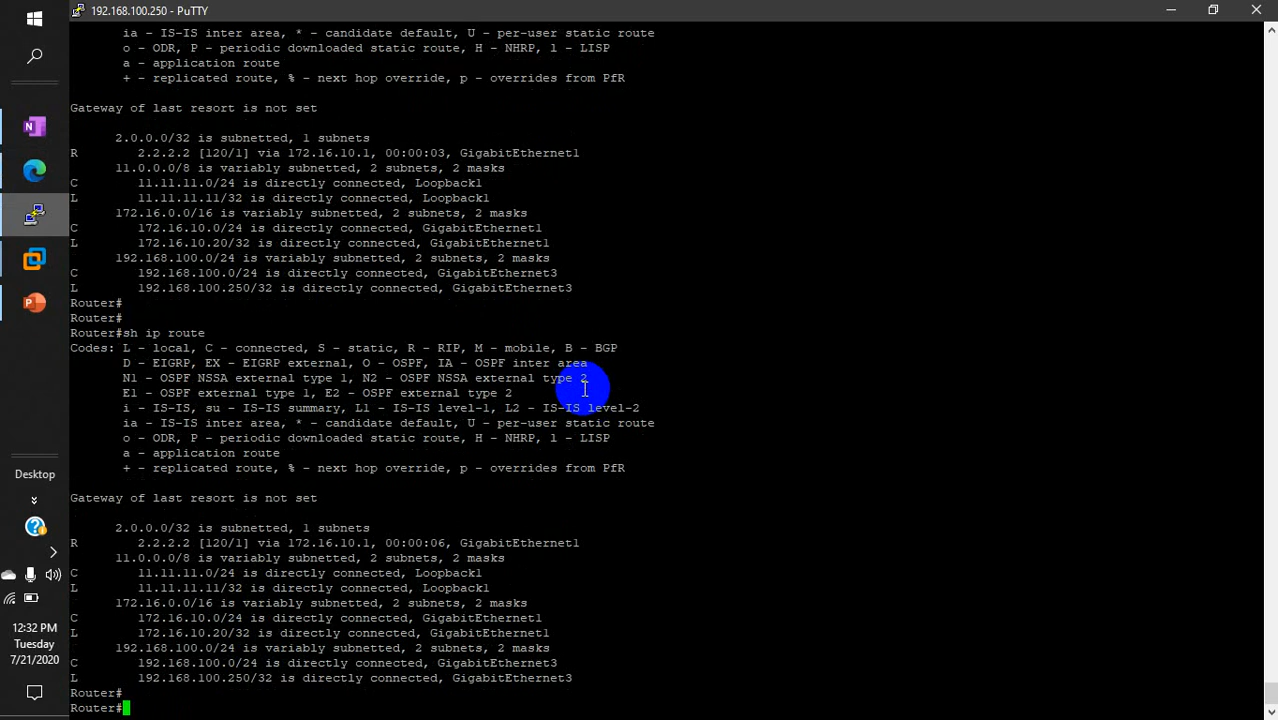 192.168.100.250 - PuTTY
ia - IS-IS inter area, * - candidate default, U - per-user static route
o - ODR, P - periodic downloaded static route, H - NHRP, l - LISP
a - application route
+ - replicated route, % - next hop override, p - overrides from PfR
Gateway of last resort is not set
2.0.0.0/32 is subnetted, 1 subnets
R 2.2.2.2 [120/1] via 172.16.10.1, 00:00:03, GigabitEthernet1
11.0.0.0/8 is variably subnetted, 2 subnets, 2 masks
C 11.11.11.0/24 is directly connected, Loopback1
L 11.11.11.11/32 is directly connected, Loopback1
172.16.0.0/16 is variably subnetted, 2 subnets, 2 masks
C 172.16.10.0/24 is directly connected, GigabitEthernet1
L 172.16.10.20/32 is directly connected, GigabitEthernet1
192.168.100.0/24 is variably subnetted, 2 subnets, 2 masks
C 192.168.100.0/24 is directly connected, GigabitEthernet3
L 192.168.100.250/32 is directly connected, GigabitEthernet3
Router#
Router#
Router#sh ip route
Codes: L - local, C - connected, S - static, R - RIP, M - mobile, B - BGP
D - EIGRP, EX - EIGRP external, O - OSPF, IA - OSPF inter area
N1 - OSPF NSSA external type 1, N2 - OSPF NSSA external type 2
E1 - OSPF external type 1, E2 - OSPF external type 2
i - IS-IS, su - IS-IS summary, L1 - IS-IS level-1, L2 - IS-IS level-2
ia - IS-IS inter area, * - candidate default, U - per-user static route
o - ODR, P - periodic downloaded static route, H - NHRP, l - LISP
a - application route
+ - replicated route, % - next hop override, p - overrides from PfR
Gateway of last resort is not set
2.0.0.0/32 is subnetted, 1 subnets
R 2.2.2.2 [120/1] via 172.16.10.1, 00:00:06, GigabitEthernet1
11.0.0.0/8 is variably subnetted, 2 subnets, 2 masks
C 11.11.11.0/24 is directly connected, Loopback1
L 11.11.11.11/32 is directly connected, Loopback1
172.16.0.0/16 is variably subnetted, 2 subnets, 2 masks
C 172.16.10.0/24 is directly connected, GigabitEthernet1
L 172.16.10.20/32 is directly connected, GigabitEthernet1
192.168.100.0/24 is variably subnetted, 2 subnets, 2 masks
C 192.168.100.0/24 is directly connected, GigabitEthernet3
L 192.168.100.250/32 is directly connected, GigabitEthernet3
Router#
Router#
N
P
Desktop
12:32 PM
Tuesday
7/21/2020